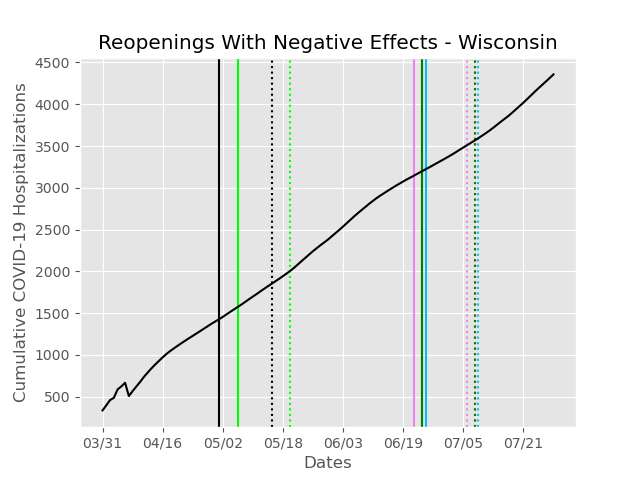 Reopenings With Negative Effects - Wisconsin
4500
4000
3500
3000
2500
2000
1500
1000
500
Cumulative COVID-19 Hospitalizations
03/31 04/16 05/02 05/18 06/03 06/19 07/05 07/21
Dates